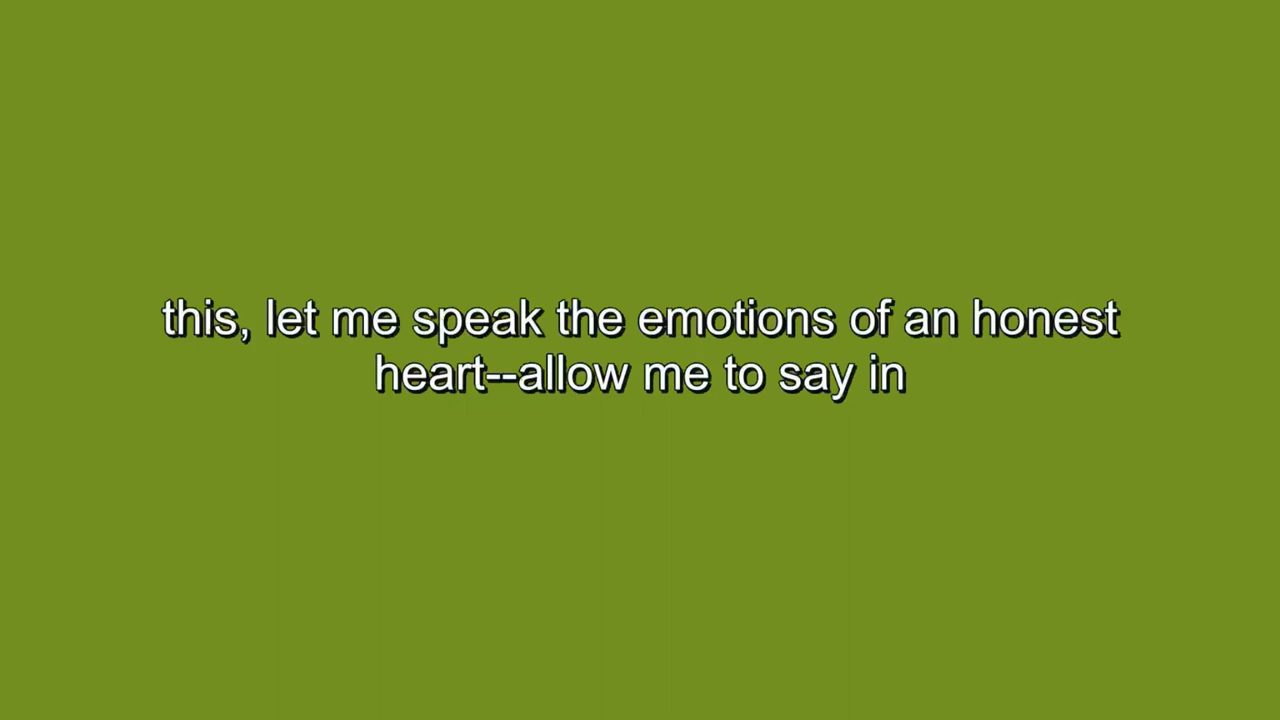 this, let me speak the emotions of an honest
heart--allow me to say in